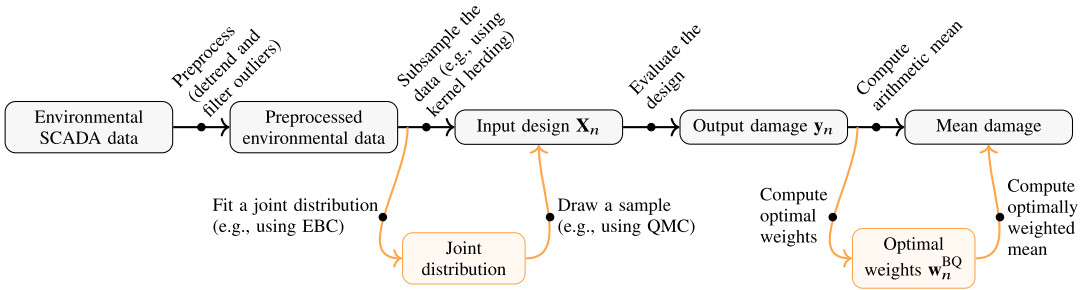 Preprocess
(detrend and
filter outliers)
Subsample the
data (e.g., using
kernel herding)
Evaluate the
design
Compute
arithmetic mean
Environmental
SCADA data
Preprocessed
environmental data
Input design Xₙ
Output damage yₙ
Mean damage
Fit a joint distribution
(e.g., using EBC)
Draw a sample
(e.g., using QMC)
Compute
optimal
weights
Compute
optimally
weighted
mean
Joint
distribution
Optimal
weights wₙᴮQ